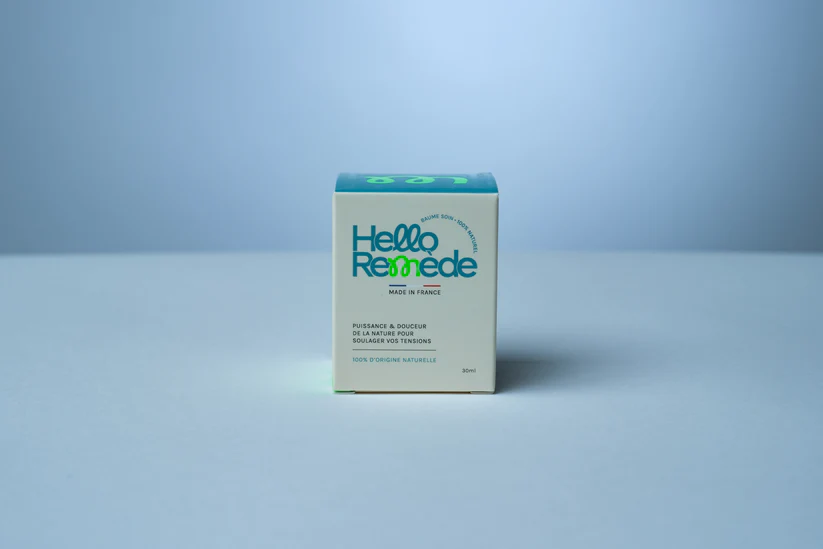 BAUME SOIN • 100% NATUREL
Hello
Remède
MADE IN FRANCE
PUISSANCE & DOUCEUR
DE LA NATURE POUR
SOULAGER VOS TENSIONS
100% D'ORIGINE NATURELLE
30ml